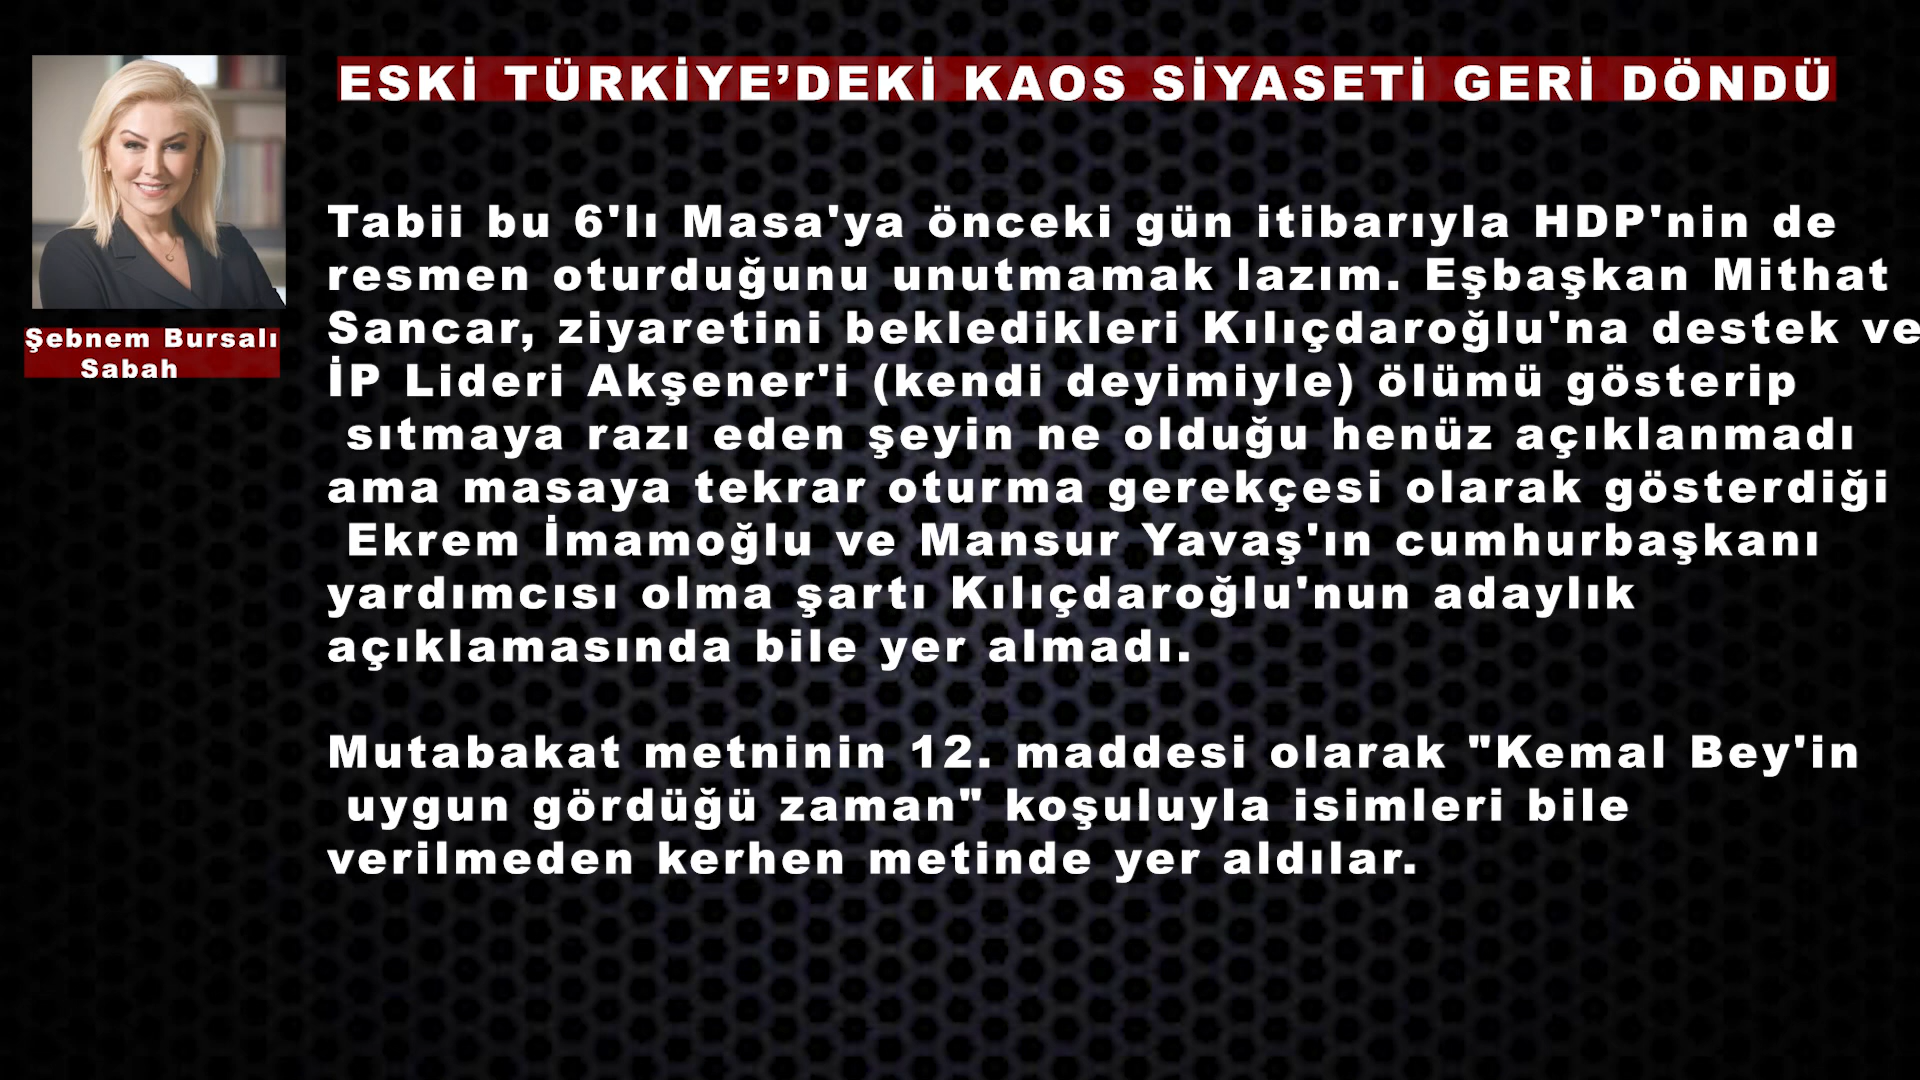 ESKİ TÜRKİYE’DEKİ KAOS SİYASETİ GERİ DÖNDÜ
Şebnem Bursalı
Sabah
Tabii bu 6'lı Masa'ya önceki gün itibarıyla HDP'nin de
resmen oturduğunu unutmamak lazım. Eşbaşkan Mithat
Sancar, ziyaretini bekledikleri Kılıçdaroğlu'na destek ve
İP Lideri Akşener'i (kendi deyimiyle) ölümü gösterip
sıtmaya razı eden şeyin ne olduğu henüz açıklanmadı
ama masaya tekrar oturma gerekçesi olarak gösterdiği
Ekrem İmamoğlu ve Mansur Yavaş'ın cumhurbaşkanı
yardımcısı olma şartı Kılıçdaroğlu'nun adaylık
açıklamasında bile yer almadı.
Mutabakat metninin 12. maddesi olarak "Kemal Bey'in
uygun gördüğü zaman" koşuluyla isimleri bile
verilmeden kerhen metinde yer aldılar.